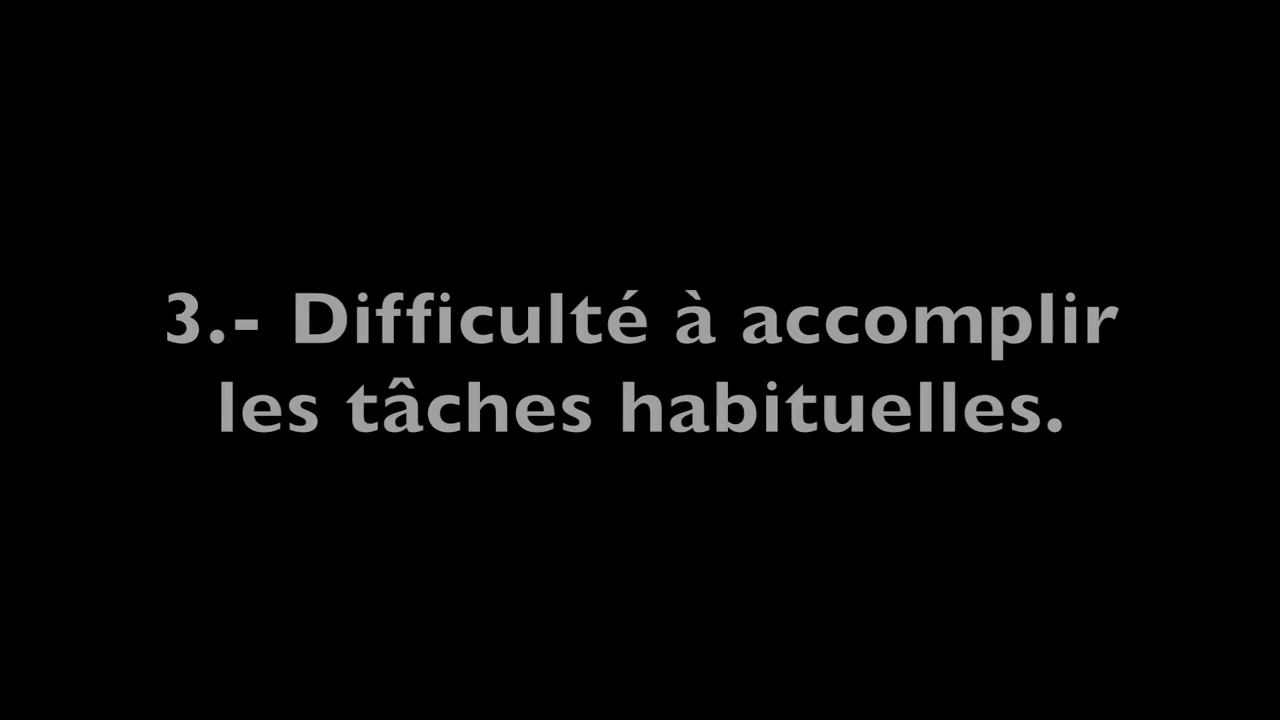 3.- Difficulté à accomplir
les tâches habituelles.